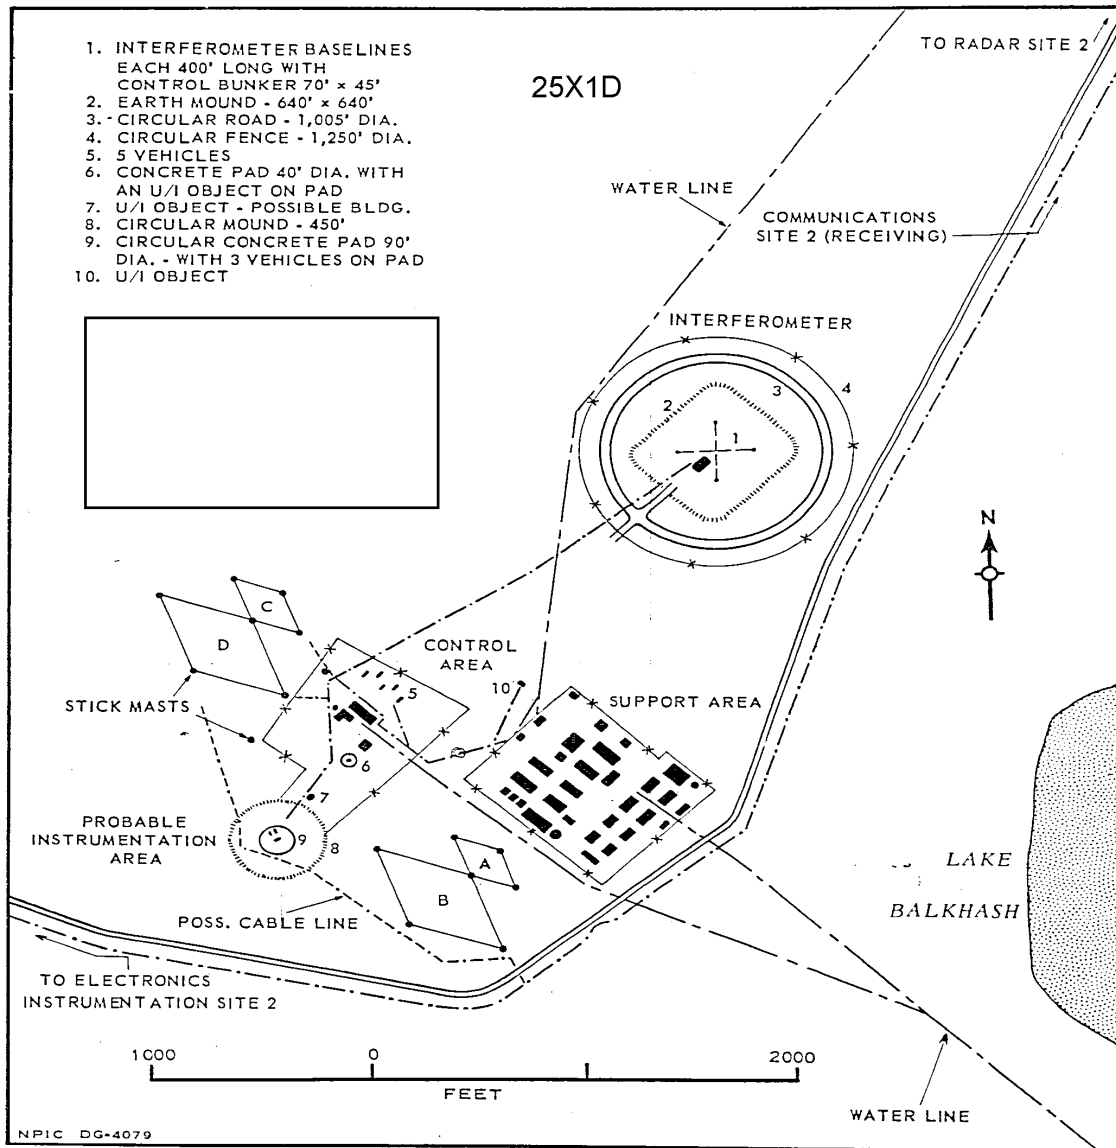 1. INTERFEROMETER BASELINES
EACH 400' LONG WITH
CONTROL BUNKER 70' x 45'
2. EARTH MOUND - 640' x 640'
3. - CIRCULAR ROAD - 1,005' DIA.
4. CIRCULAR FENCE - 1,250' DIA.
5. 5 VEHICLES
6. CONCRETE PAD 40' DIA. WITH
AN U/I OBJECT ON PAD
7. U/I OBJECT - POSSIBLE BLDG.
8. CIRCULAR MOUND - 450'
9. CIRCULAR CONCRETE PAD 90'
DIA. - WITH 3 VEHICLES ON PAD
10. U/I OBJECT
25X1D
TO RADAR SITE 2
WATER LINE
COMMUNICATIONS
SITE 2 (RECEIVING)
INTERFEROMETER
2
3
4
1
N
C
D
CONTROL
AREA
5
10
STICK MASTS
SUPPORT AREA
6
7
PROBABLE
INSTRUMENTATION
AREA
9
8
A
B
POSS. CABLE LINE
LAKE
BALKHASH
TO ELECTRONICS
INSTRUMENTATION SITE 2
1000 0 2000
FEET
WATER LINE
NPIC DG-4079